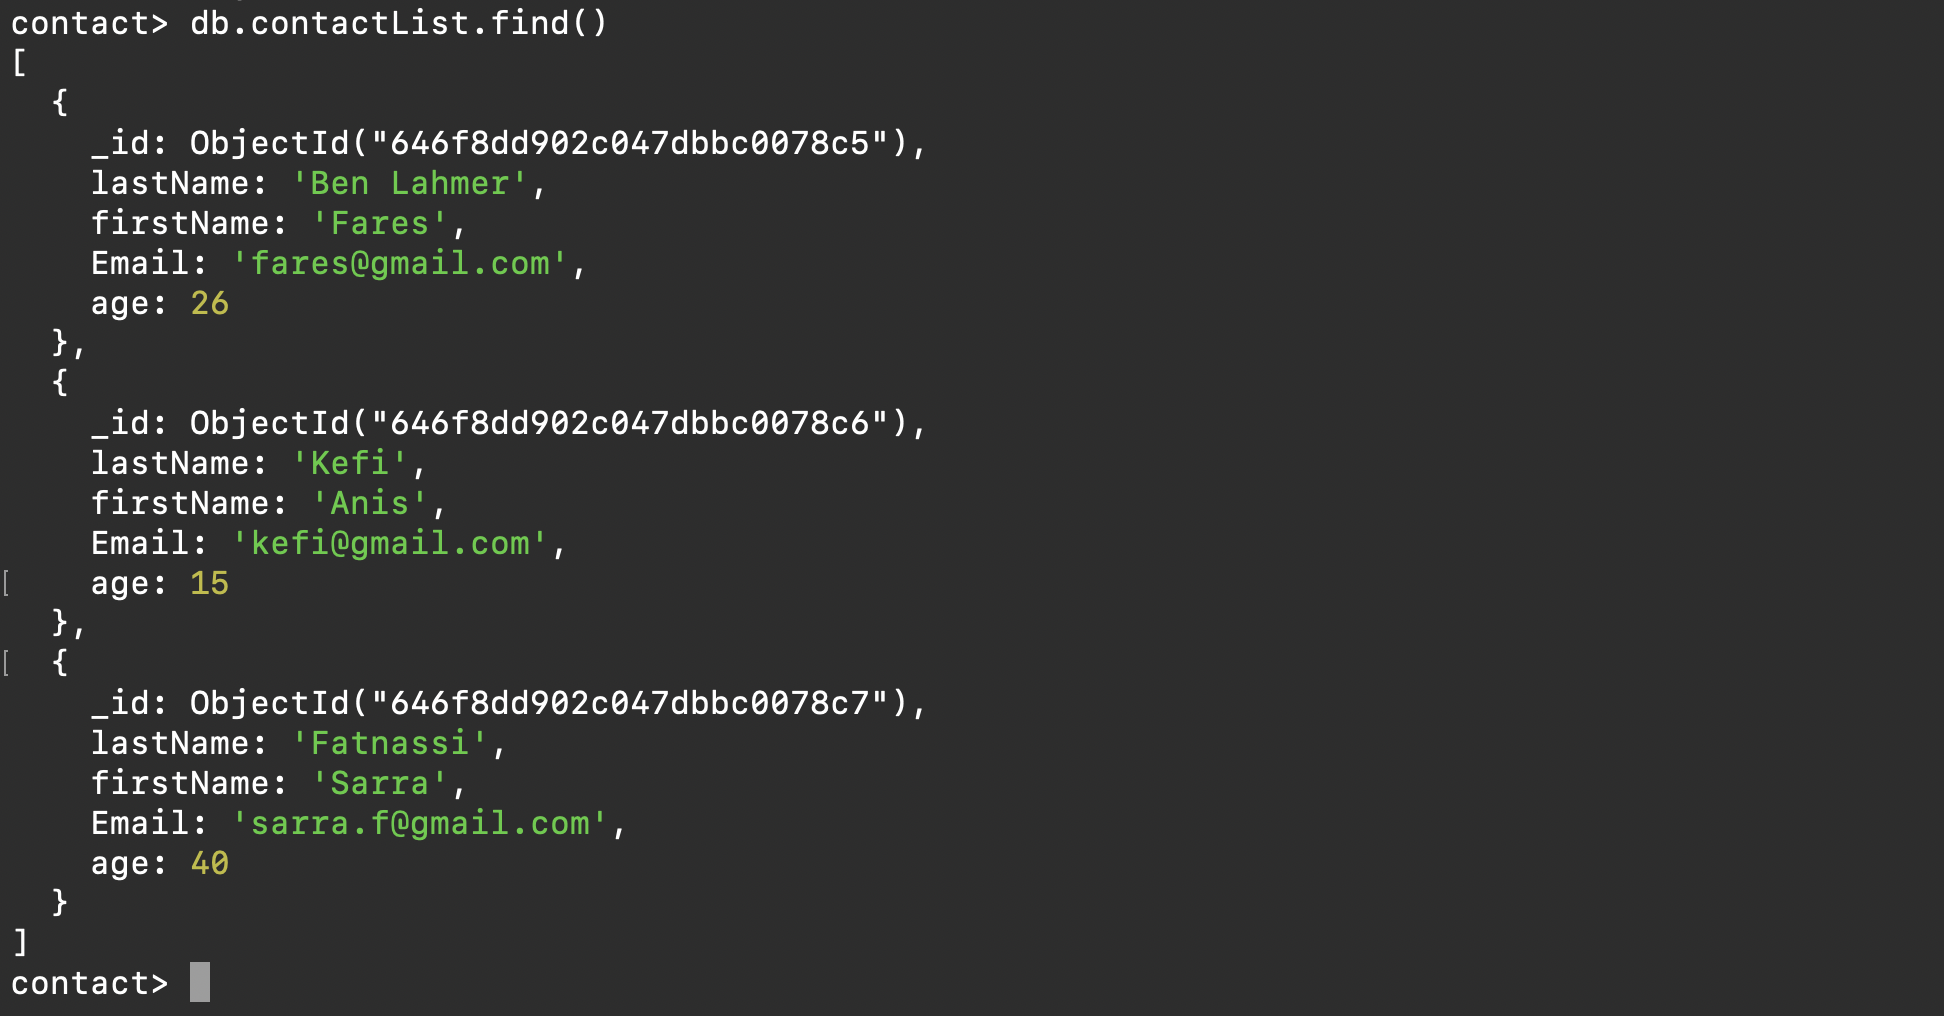 contact> db.contactList.find()
[
  {
    _id: ObjectId("646f8dd902c047dbbc0078c5"),
    lastName: 'Ben Lahmer',
    firstName: 'Fares',
    Email: 'fares@gmail.com',
    age: 26
  },
  {
    _id: ObjectId("646f8dd902c047dbbc0078c6"),
    lastName: 'Kefi',
    firstName: 'Anis',
    Email: 'kefi@gmail.com',
[    age: 15
  },
[  {
    _id: ObjectId("646f8dd902c047dbbc0078c7"),
    lastName: 'Fatnassi',
    firstName: 'Sarra',
    Email: 'sarra.f@gmail.com',
    age: 40
  }
]
contact>